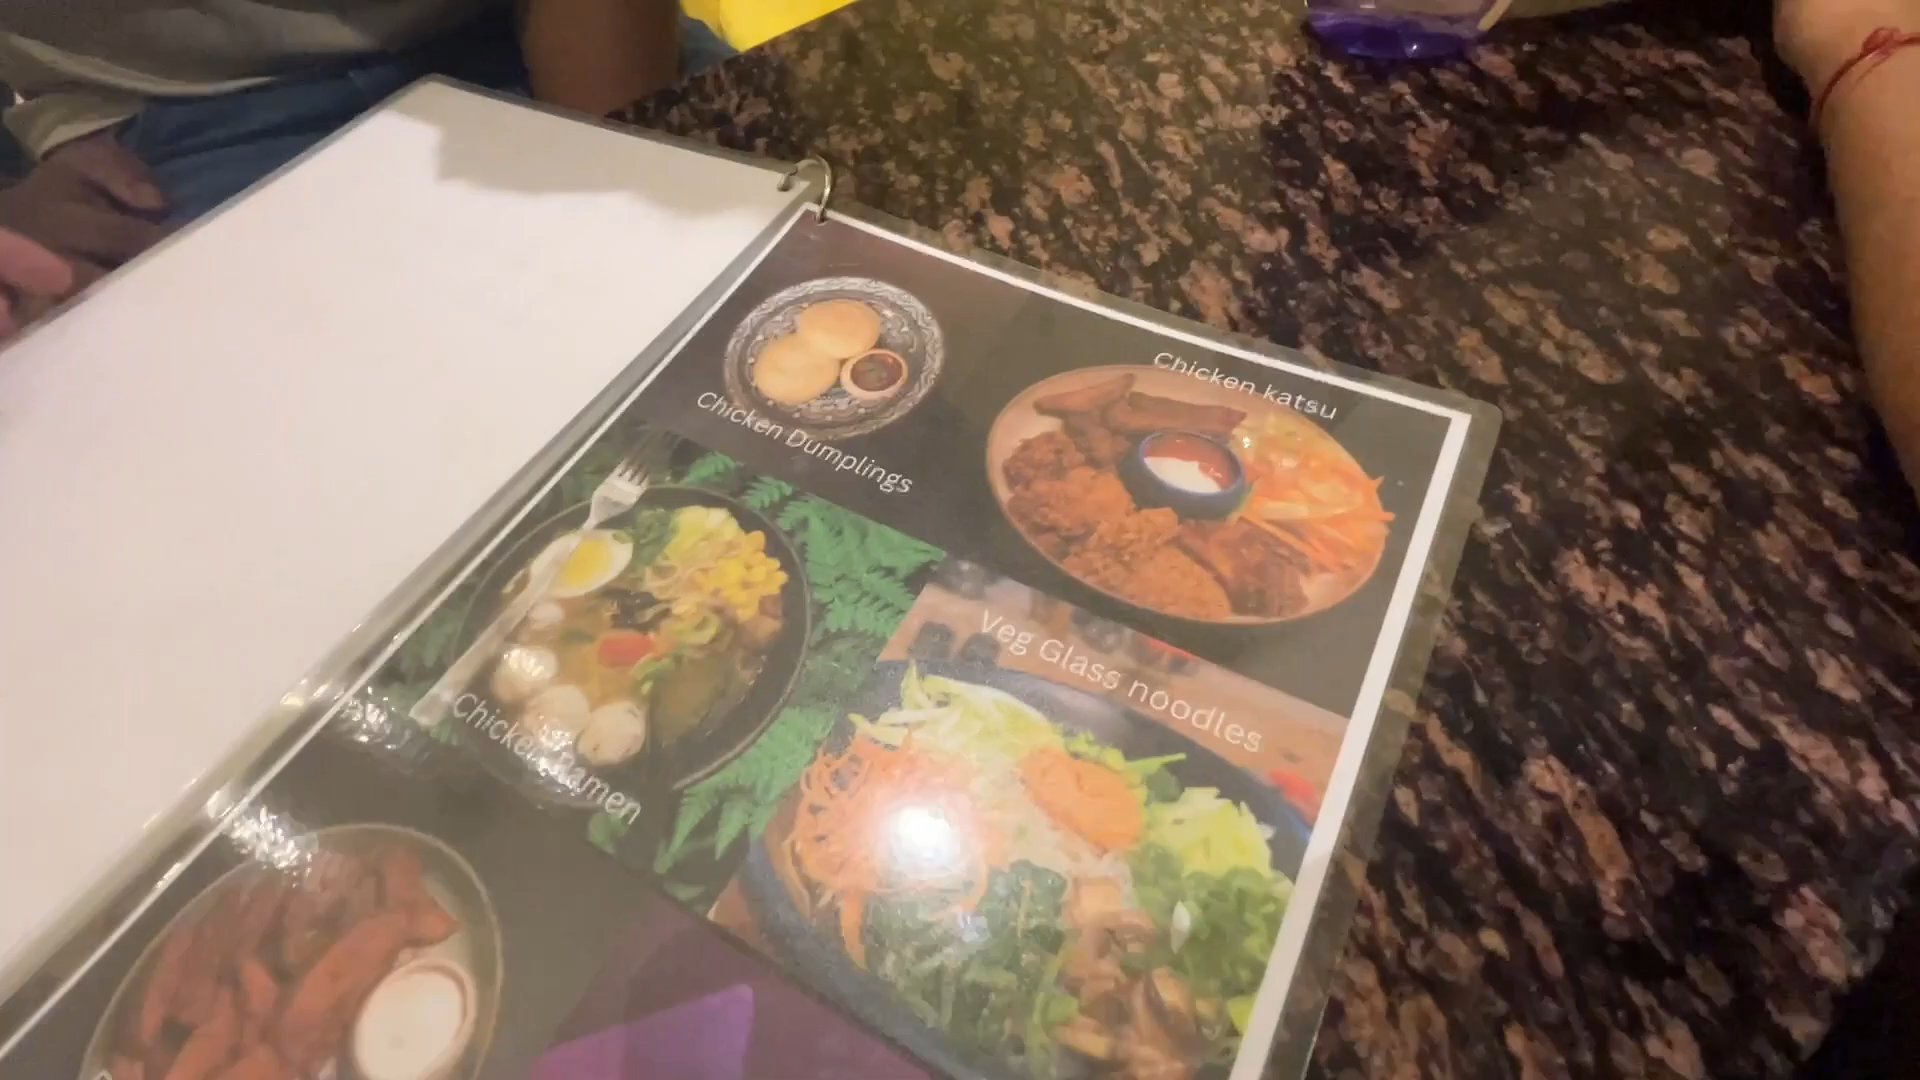 Chicken katsu
Chicken Dumplings
Veg Glass noodles
Chicken Ramen